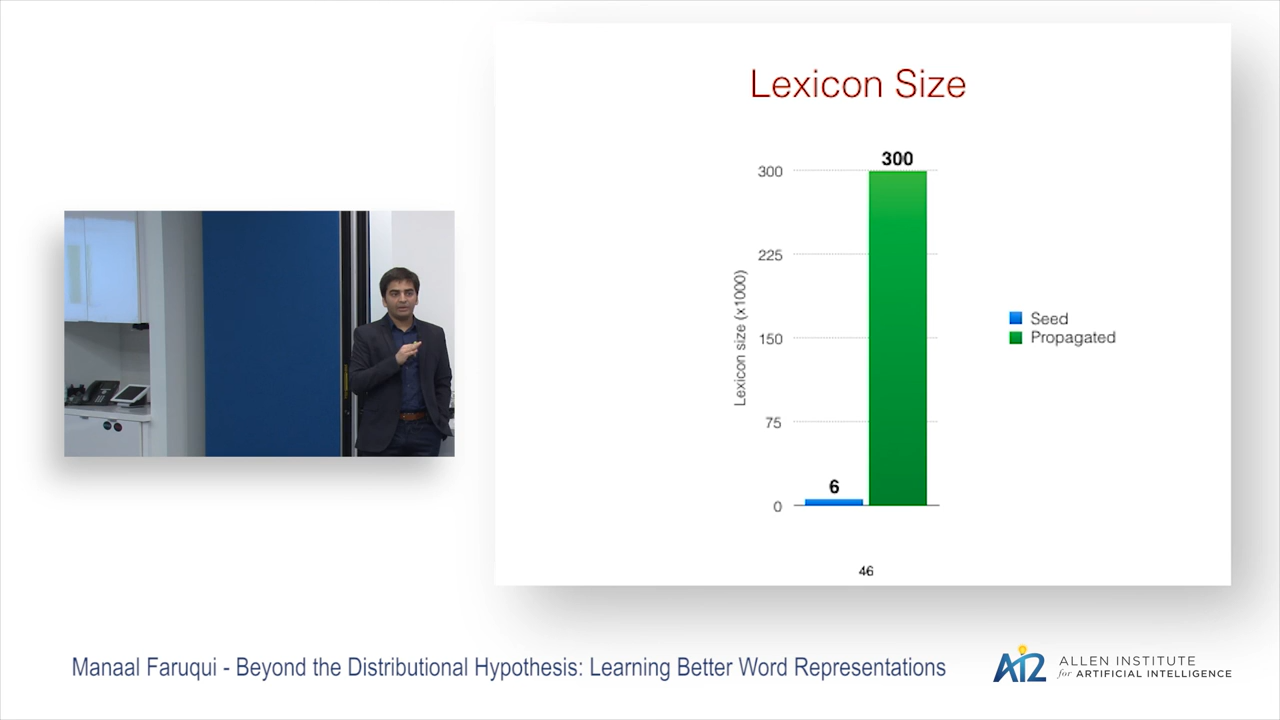 Lexicon Size
300
300
225
150
75
0
6
Lexicon size (x1000)
Seed
Propagated
46
Manaal Faruqui - Beyond the Distributional Hypothesis: Learning Better Word Representations
AI2
ALLEN INSTITUTE
for ARTIFICIAL INTELLIGENCE